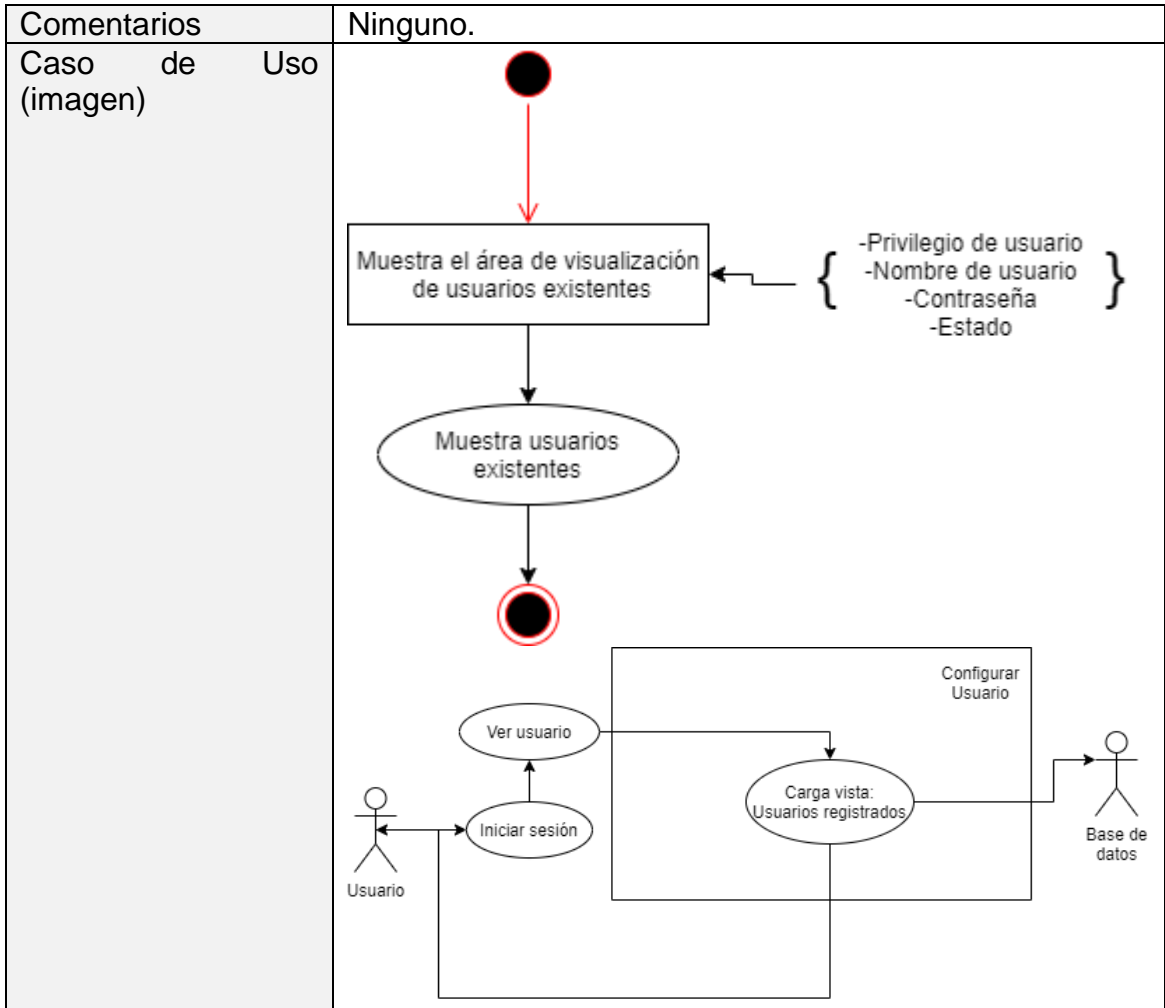 Comentarios
Ninguno.
Caso de Uso
(imagen)
Muestra el área de visualización
de usuarios existentes
{
-Privilegio de usuario
-Nombre de usuario
-Contraseña
-Estado
}
Muestra usuarios
existentes
Configurar
Usuario
Ver usuario
Carga vista:
Usuarios registrados
Iniciar sesión
Usuario
Base de
datos